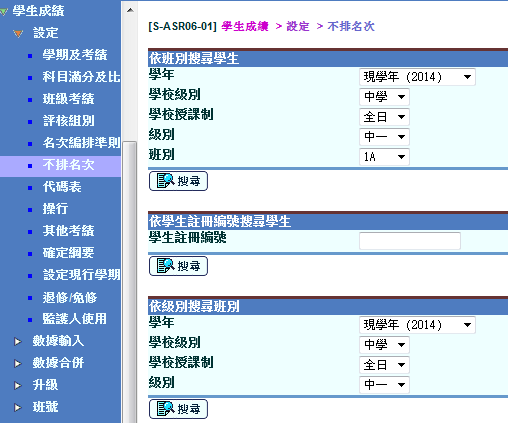 學生成績
設定
學期及考績
科目滿分及比
班級考績
評核組別
名次編排準則
不排名次
代碼表
操行
其他考績
確定綱要
設定現行學期
退修/免修
監護人使用
數據輸入
數據合併
升級
班號
[S-ASR06-01] 學生成績 > 設定 > 不排名次
依班別搜尋學生
學年 現學年 (2014)
學校級別 中學
學校授課制 全日
級別 中一
班別 1A
搜尋
依學生註冊編號搜尋學生
學生註冊編號
搜尋
依級別搜尋班別
學年 現學年 (2014)
學校級別 中學
學校授課制 全日
級別 中一
搜尋